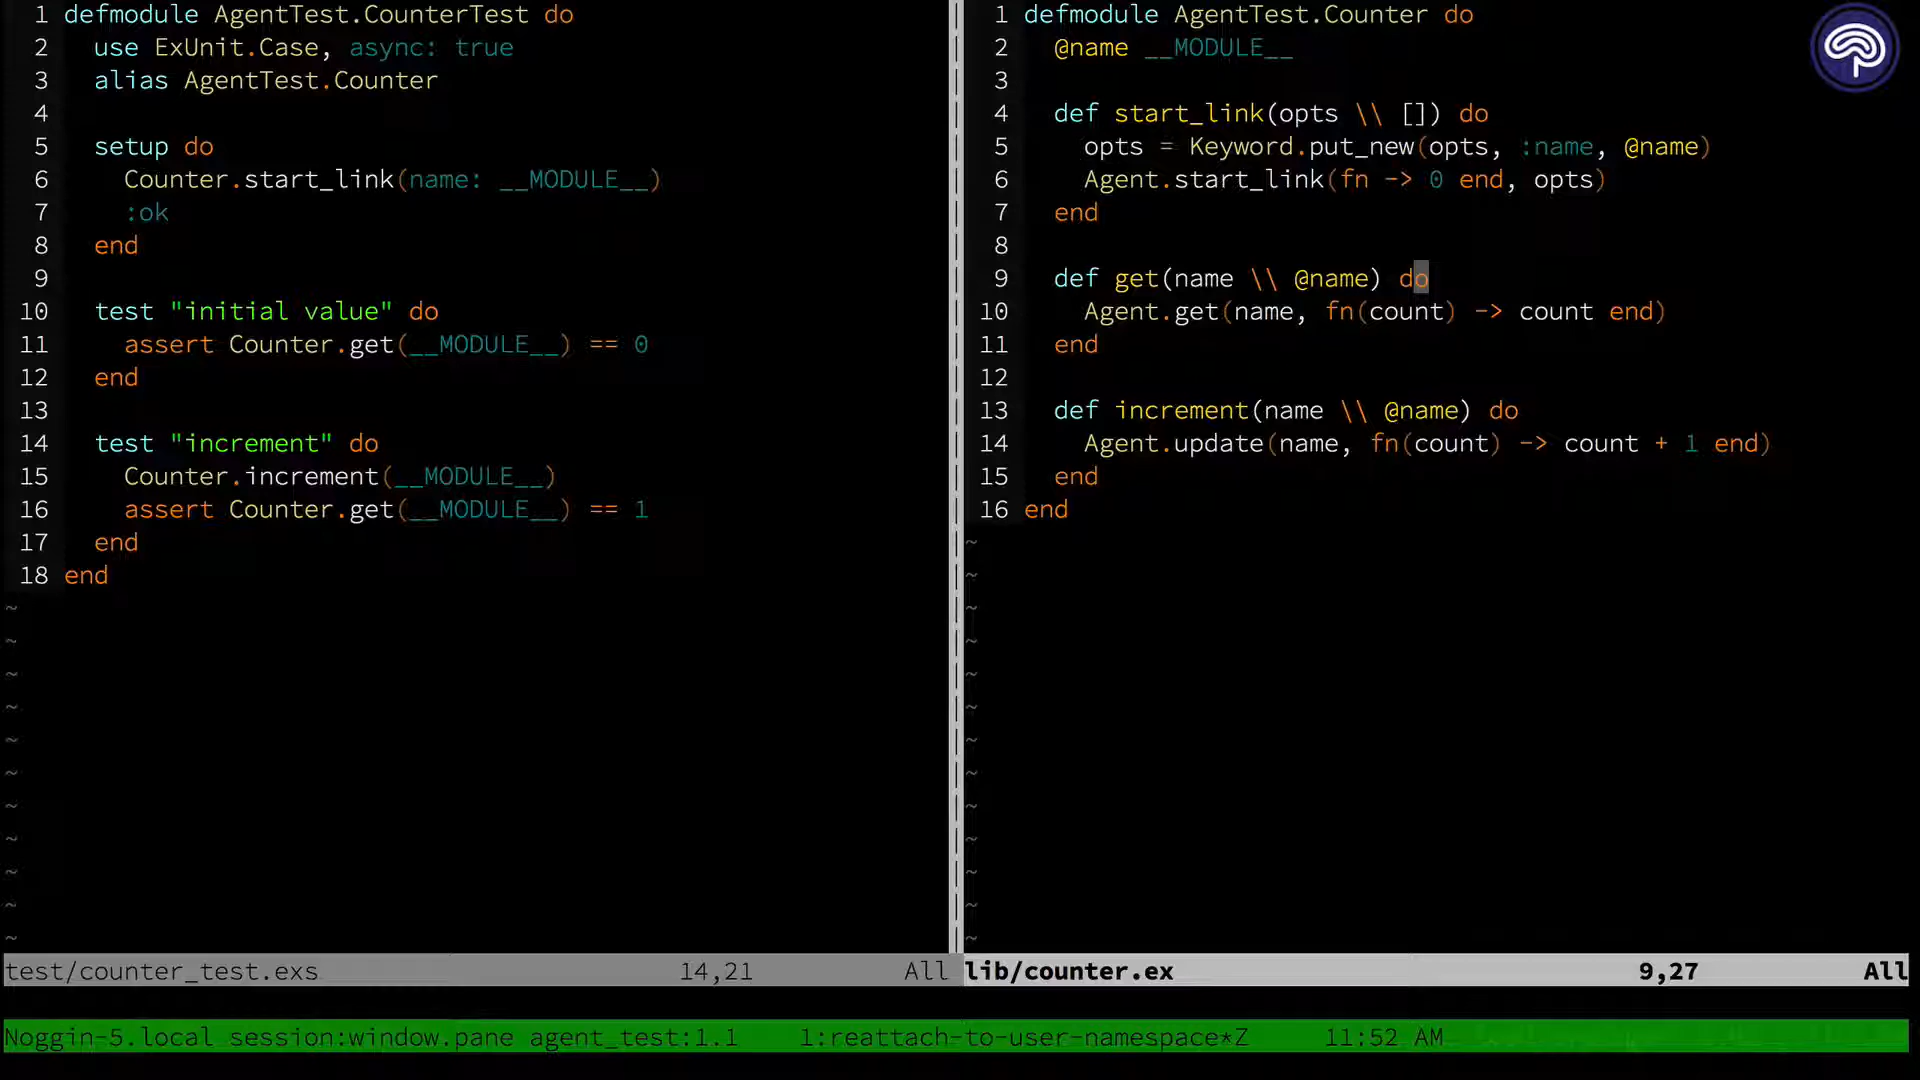 1 defmodule AgentTest.CounterTest do
2 use ExUnit.Case, async: true
3 alias AgentTest.Counter
4
5 setup do
6 Counter.start_link(name: __MODULE__)
7 :ok
8 end
9
10 test "initial value" do
11 assert Counter.get(__MODULE__) == 0
12 end
13
14 test "increment" do
15 Counter.increment(__MODULE__)
16 assert Counter.get(__MODULE__) == 1
17 end
18 end
~
~
~
~
~
~
~
~
~
~
~
test/counter_test.exs 14,21 All
1 defmodule AgentTest.Counter do
2 @name __MODULE__
3
4 def start_link(opts \\ []) do
5 opts = Keyword.put_new(opts, :name, @name)
6 Agent.start_link(fn -> 0 end, opts)
7 end
8
9 def get(name \\ @name) do
10 Agent.get(name, fn(count) -> count end)
11 end
12
13 def increment(name \\ @name) do
14 Agent.update(name, fn(count) -> count + 1 end)
15 end
16 end
~
~
~
~
~
~
~
~
~
~
~
~
~
lib/counter.ex 9,27 All
Noggin-5.local session:window.pane agent_test:1.1 1:reattach-to-user-namespace*Z 11:52 AM